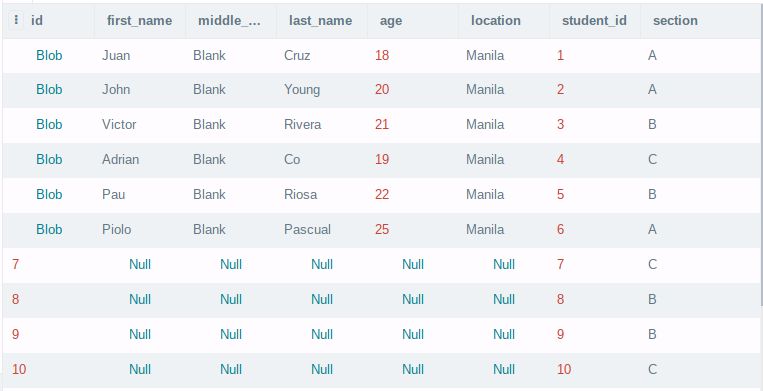 id first_name middle_... last_name age location student_id section
Blob Juan Blank Cruz 18 Manila 1 A
Blob John Blank Young 20 Manila 2 A
Blob Victor Blank Rivera 21 Manila 3 B
Blob Adrian Blank Co 19 Manila 4 C
Blob Pau Blank Riosa 22 Manila 5 B
Blob Piolo Blank Pascual 25 Manila 6 A
7 Null Null Null Null Null 7 C
8 Null Null Null Null Null 8 B
9 Null Null Null Null Null 9 B
10 Null Null Null Null Null 10 C